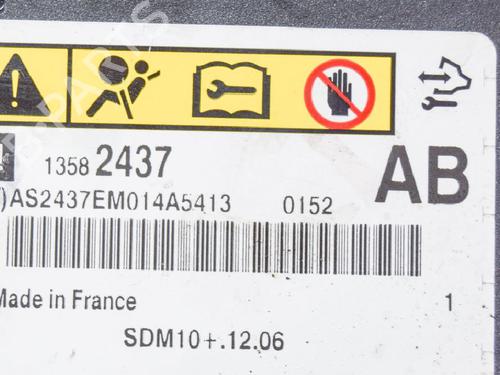 1358 2437
AB
)AS2437EM014A5413 0152
Made in France 1
SDM10+.12.06